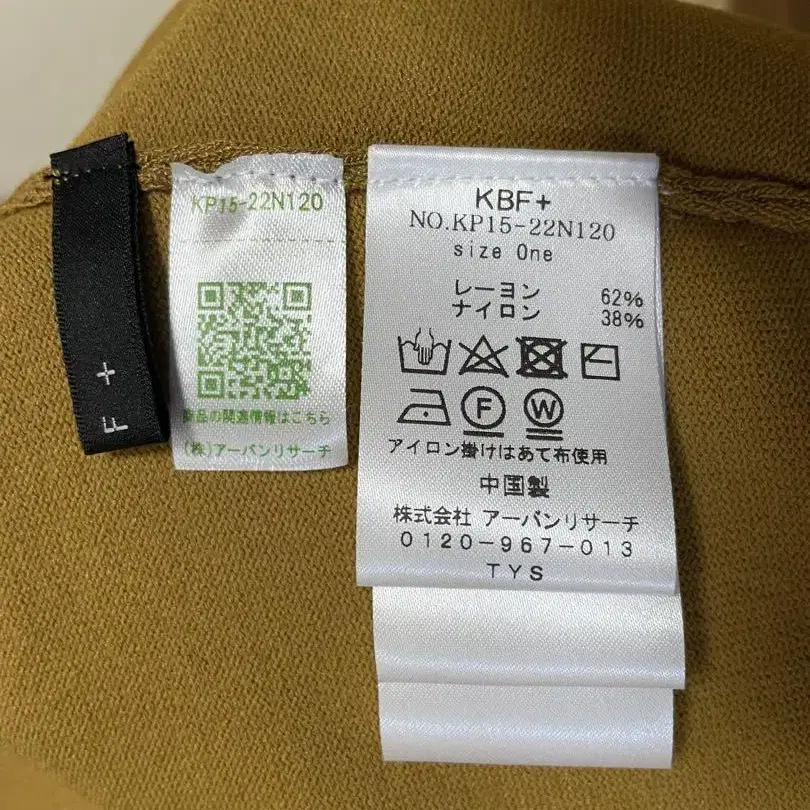 F +
KP15-22N120
商品の関連情報はこちら
(株)アーバンリサーチ
KBF+
NO.KP15-22N120
size One
レーヨン 62%
ナイロン 38%
F W
アイロン掛けはあて布使用
中国製
株式会社 アーバンリサーチ
0120-967-013
TYS